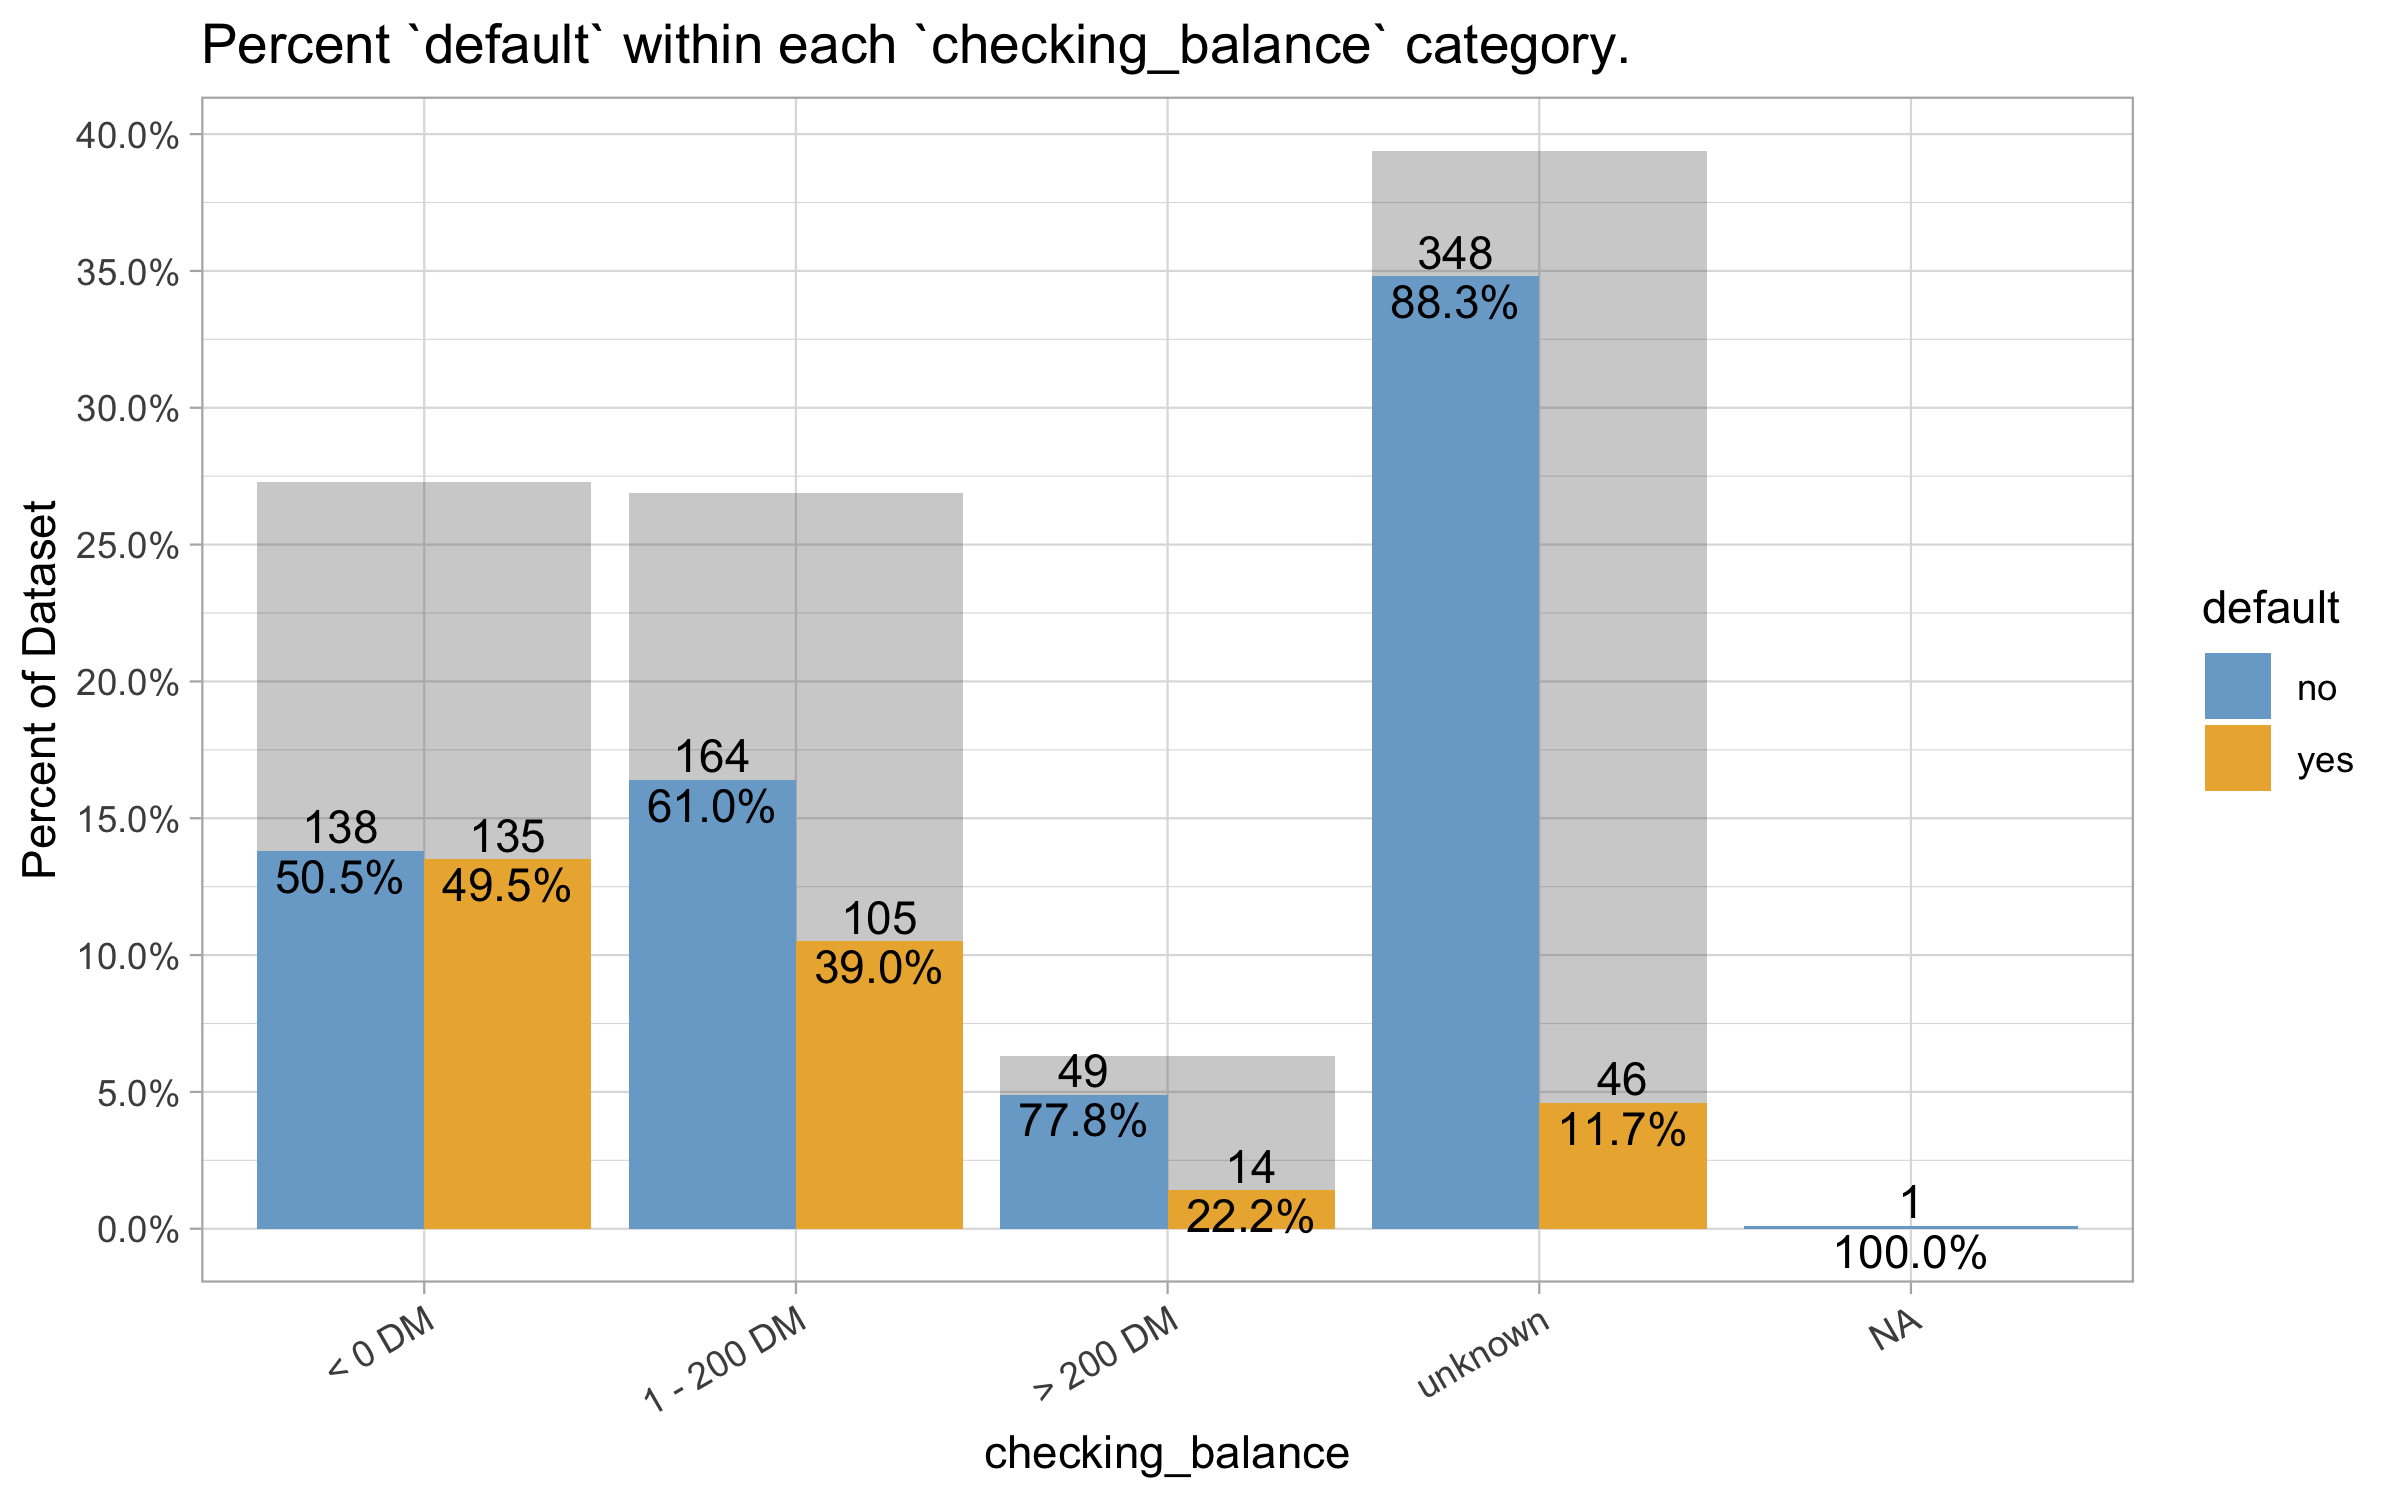 Percent `default` within each `checking_balance` category.
Percent of Dataset
40.0%
35.0%
30.0%
25.0%
20.0%
15.0%
10.0%
5.0%
0.0%
138
50.5%
135
49.5%
164
61.0%
105
39.0%
49
77.8%
14
22.2%
348
88.3%
46
11.7%
1
100.0%
< 0 DM
1 - 200 DM
> 200 DM
unknown
NA
checking_balance
default
no
yes